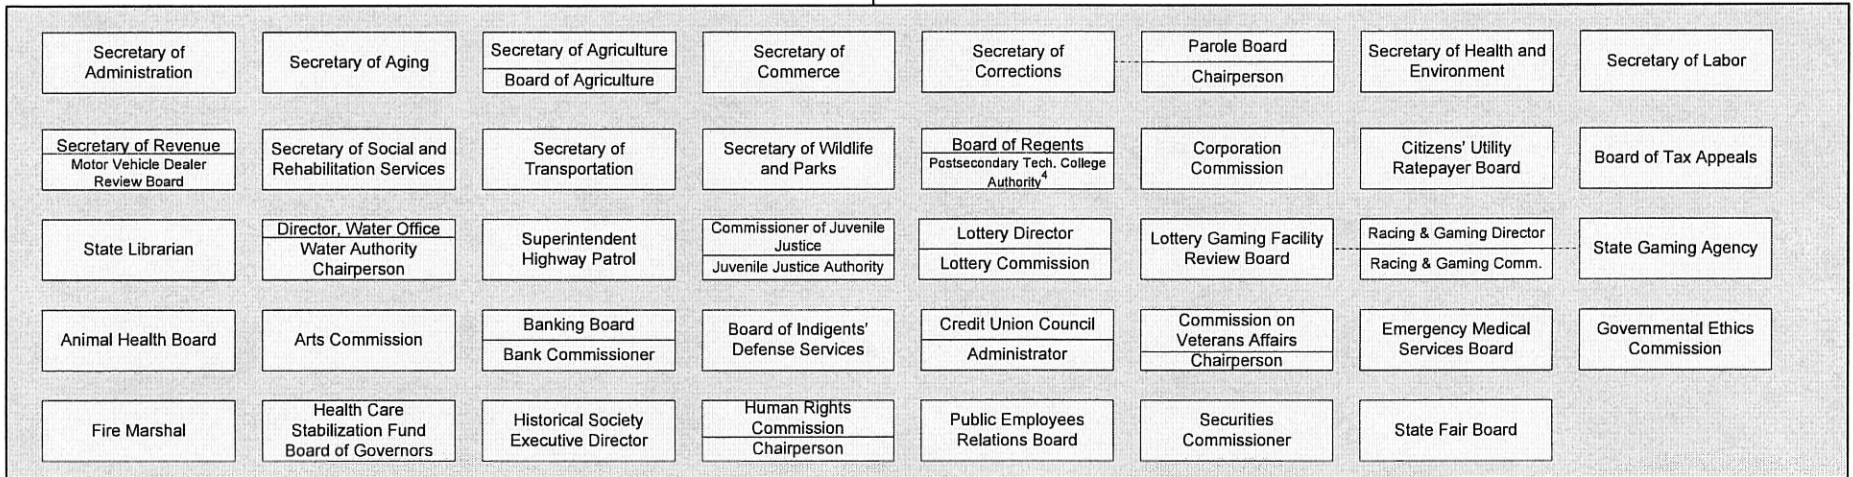 Secretary of
Administration
Secretary of Aging
Secretary of Agriculture
Board of Agriculture
Secretary of
Commerce
Secretary of
Corrections
Parole Board
Chairperson
Secretary of Health and
Environment
Secretary of Labor
Secretary of Revenue
Motor Vehicle Dealer
Review Board
Secretary of Social and
Rehabilitation Services
Secretary of
Transportation
Secretary of Wildlife
and Parks
Board of Regents
Postsecondary Tech. College
Authority⁴
Corporation
Commission
Citizens' Utility
Ratepayer Board
Board of Tax Appeals
State Librarian
Director, Water Office
Water Authority
Chairperson
Superintendent
Highway Patrol
Commissioner of Juvenile
Justice
Juvenile Justice Authority
Lottery Director
Lottery Commission
Lottery Gaming Facility
Review Board
Racing & Gaming Director
Racing & Gaming Comm.
State Gaming Agency
Animal Health Board
Arts Commission
Banking Board
Bank Commissioner
Board of Indigents'
Defense Services
Credit Union Council
Administrator
Commission on
Veterans Affairs
Chairperson
Emergency Medical
Services Board
Governmental Ethics
Commission
Fire Marshal
Health Care
Stabilization Fund
Board of Governors
Historical Society
Executive Director
Human Rights
Commission
Chairperson
Public Employees
Relations Board
Securities
Commissioner
State Fair Board